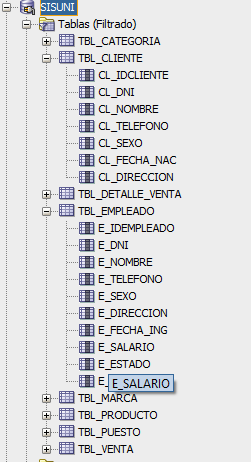 SISUNI
Tablas (Filtrado)
TBL_CATEGORIA
TBL_CLIENTE
CL_IDCLIENTE
CL_DNI
CL_NOMBRE
CL_TELEFONO
CL_SEXO
CL_FECHA_NAC
CL_DIRECCION
TBL_DETALLE_VENTA
TBL_EMPLEADO
E_IDEMPLEADO
E_DNI
E_NOMBRE
E_TELEFONO
E_SEXO
E_DIRECCION
E_FECHA_ING
E_SALARIO
E_ESTADO
E_ E_SALARIO
TBL_MARCA
TBL_PRODUCTO
TBL_PUESTO
TBL_VENTA